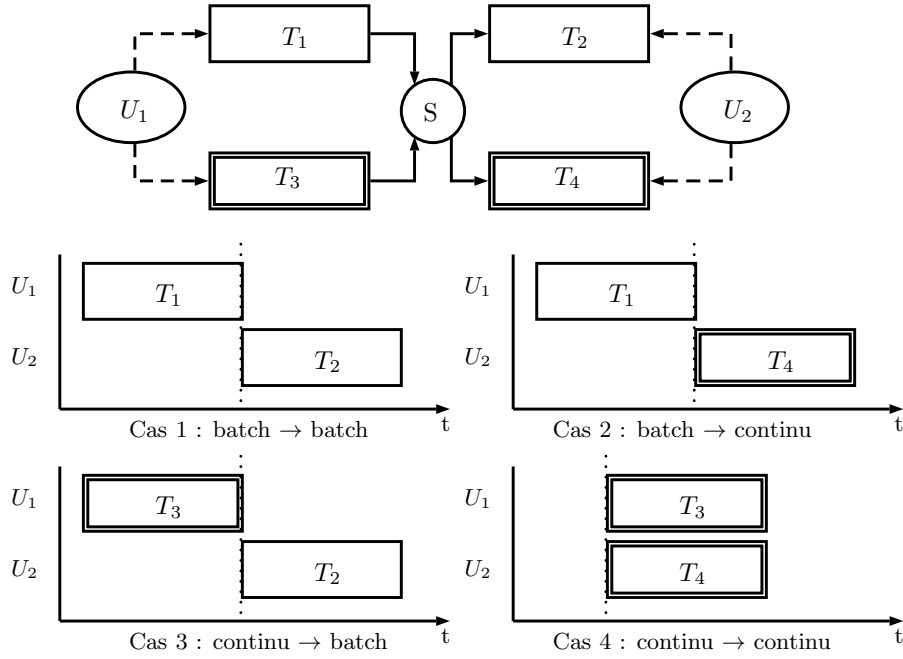 T₁ T₂
U₁ S U₂
T₃ T₄
U₁ T₁
U₂ T₂
t
Cas 1 : batch → batch
U₁ T₁
U₂ T₄
t
Cas 2 : batch → continu
U₁ T₃
U₂ T₂
t
Cas 3 : continu → batch
U₁ T₃
U₂ T₄
t
Cas 4 : continu → continu